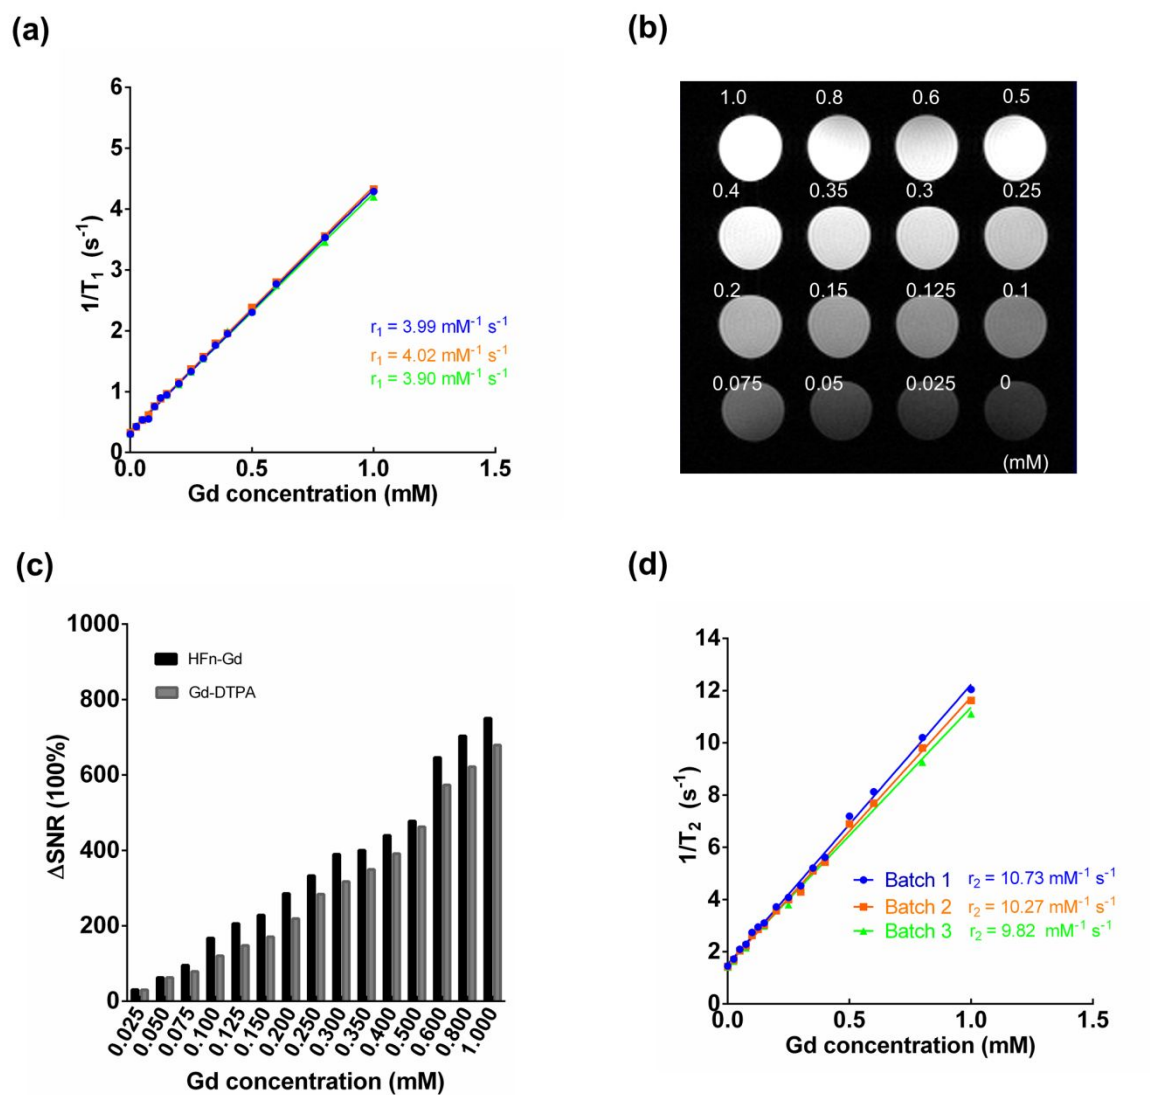 (a)
6
5
4
3
2
1
0
1/T₁ (s⁻¹)
r₁ = 3.99 mM⁻¹ s⁻¹
r₁ = 4.02 mM⁻¹ s⁻¹
r₁ = 3.90 mM⁻¹ s⁻¹
0.0 0.5 1.0 1.5
Gd concentration (mM)
(b)
1.0 0.8 0.6 0.5
0.4 0.35 0.3 0.25
0.2 0.15 0.125 0.1
0.075 0.05 0.025 0
(mM)
(c)
1000
800
600
400
200
0
ΔSNR (100%)
HFn-Gd
Gd-DTPA
0.025 0.050 0.075 0.100 0.125 0.150 0.200 0.250 0.300 0.350 0.400 0.500 0.600 0.800 1.000
Gd concentration (mM)
(d)
14
12
10
8
6
4
2
0
1/T₂ (s⁻¹)
Batch 1 r₂ = 10.73 mM⁻¹ s⁻¹
Batch 2 r₂ = 10.27 mM⁻¹ s⁻¹
Batch 3 r₂ = 9.82 mM⁻¹ s⁻¹
0.0 0.5 1.0 1.5
Gd concentration (mM)